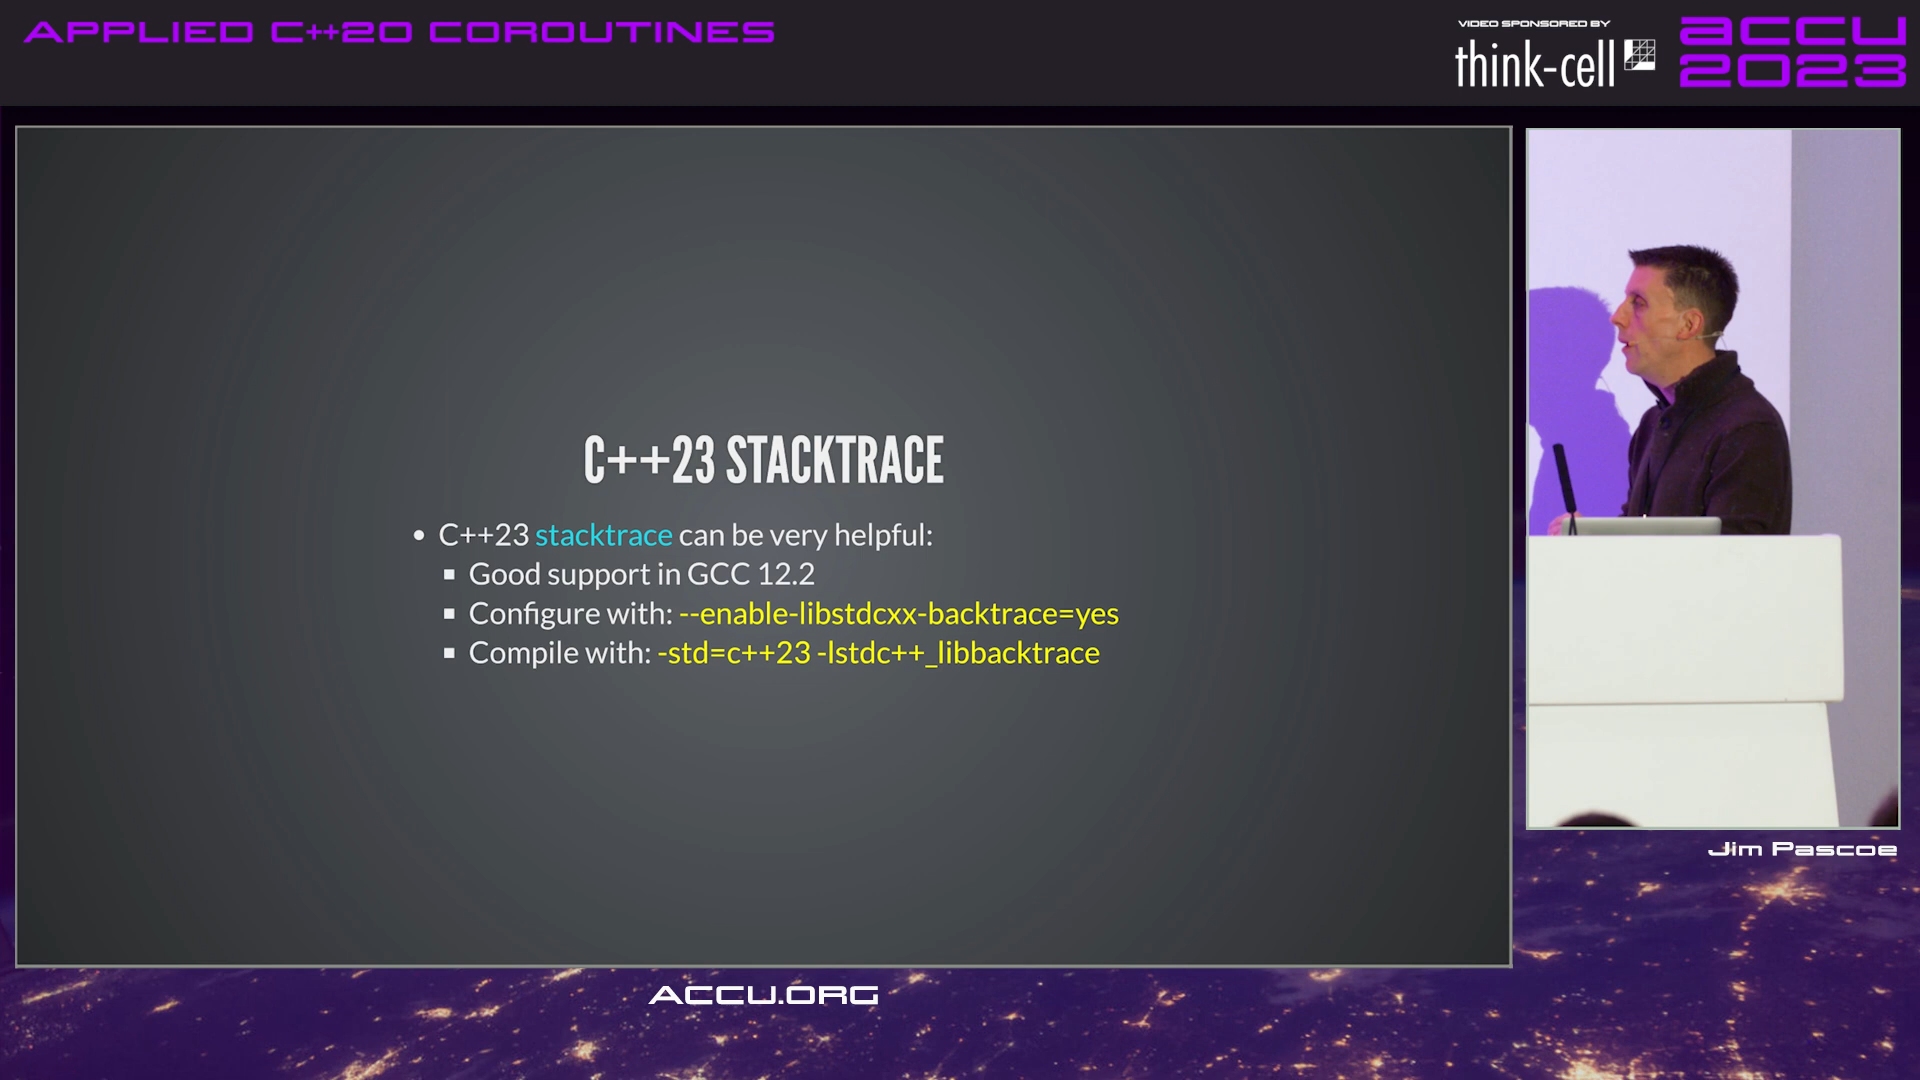 APPLIED C++20 COROUTINES
VIDEO SPONSORED BY
think-cell
accu
2023
C++23 STACKTRACE
• C++23 stacktrace can be very helpful:
▪ Good support in GCC 12.2
▪ Configure with: --enable-libstdcxx-backtrace=yes
▪ Compile with: -std=c++23 -lstdc++_libbacktrace
Jim Pascoe
ACCU.ORG